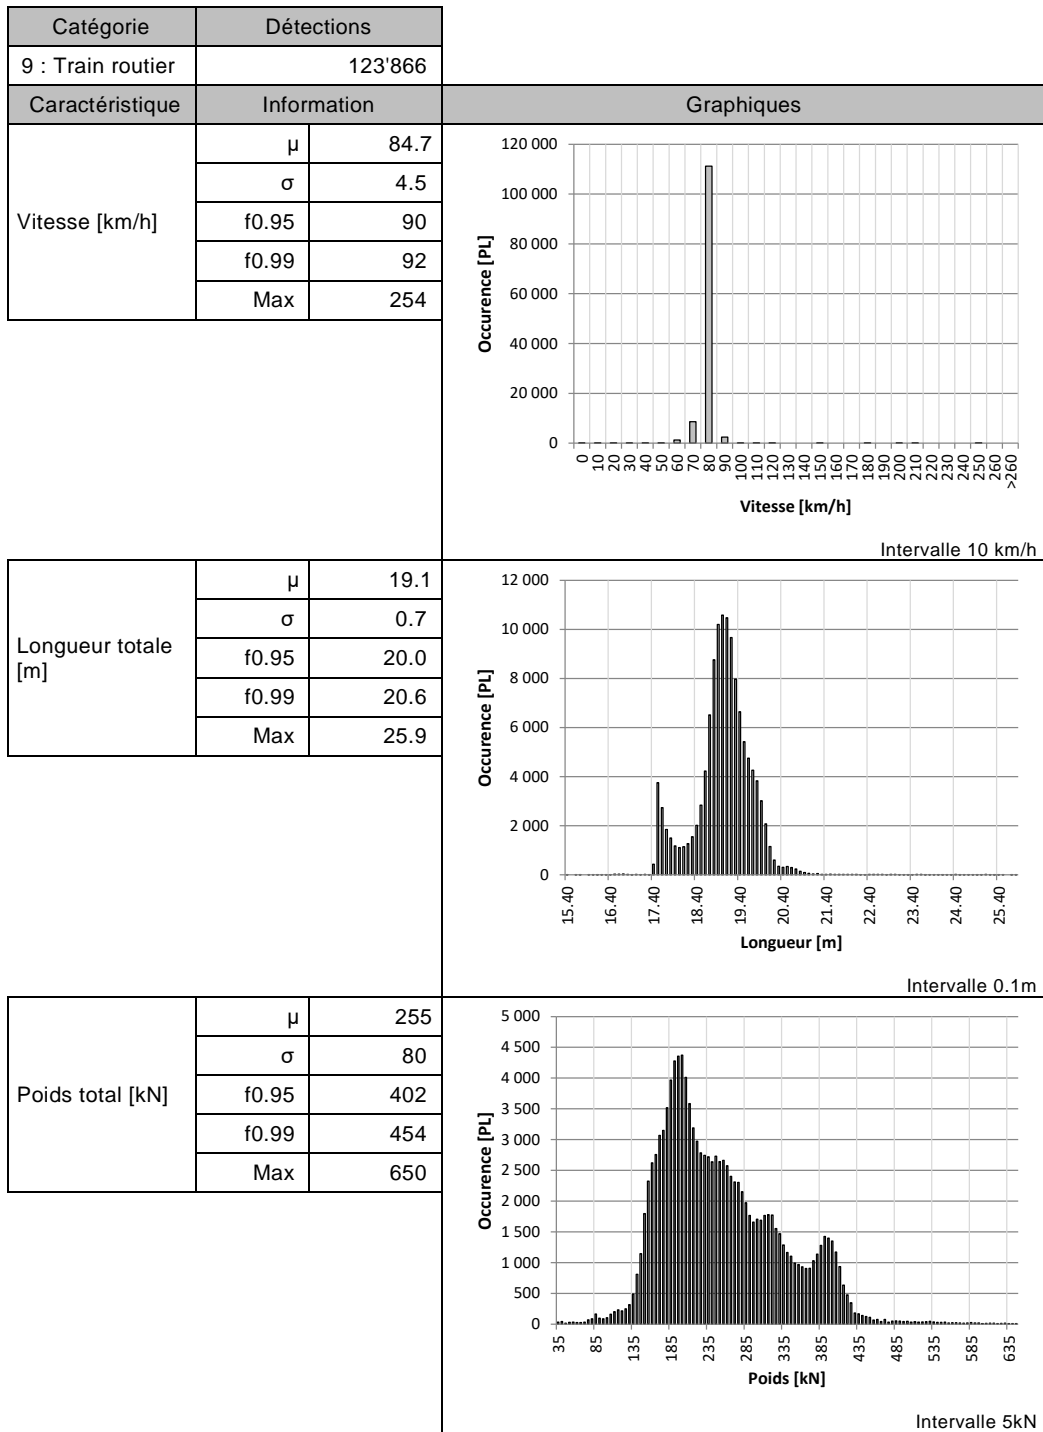 Catégorie Détections
9 : Train routier 123'866
Caractéristique Information Graphiques
Vitesse [km/h]
µ 84.7
σ 4.5
f0.95 90
f0.99 92
Max 254
120 000
100 000
80 000
60 000
40 000
20 000
0
Occurence [PL]
0 10 20 30 40 50 60 70 80 90 100 110 120 130 140 150 160 170 180 190 200 210 220 230 240 250 260 >260
Vitesse [km/h]
Intervalle 10 km/h
Longueur totale
[m]
µ 19.1
σ 0.7
f0.95 20.0
f0.99 20.6
Max 25.9
12 000
10 000
8 000
6 000
4 000
2 000
0
Occurence [PL]
15.40 16.40 17.40 18.40 19.40 20.40 21.40 22.40 23.40 24.40 25.40
Longueur [m]
Intervalle 0.1m
Poids total [kN]
µ 255
σ 80
f0.95 402
f0.99 454
Max 650
5 000
4 500
4 000
3 500
3 000
2 500
2 000
1 500
1 000
500
0
Occurence [PL]
35 85 135 185 235 285 335 385 435 485 535 585 635
Poids [kN]
Intervalle 5kN